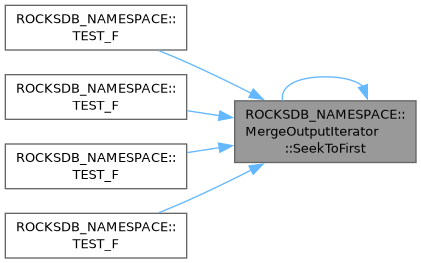 ROCKSDB_NAMESPACE::
TEST_F
ROCKSDB_NAMESPACE::
TEST_F
ROCKSDB_NAMESPACE::
TEST_F
ROCKSDB_NAMESPACE::
TEST_F
ROCKSDB_NAMESPACE::
MergeOutputIterator
::SeekToFirst